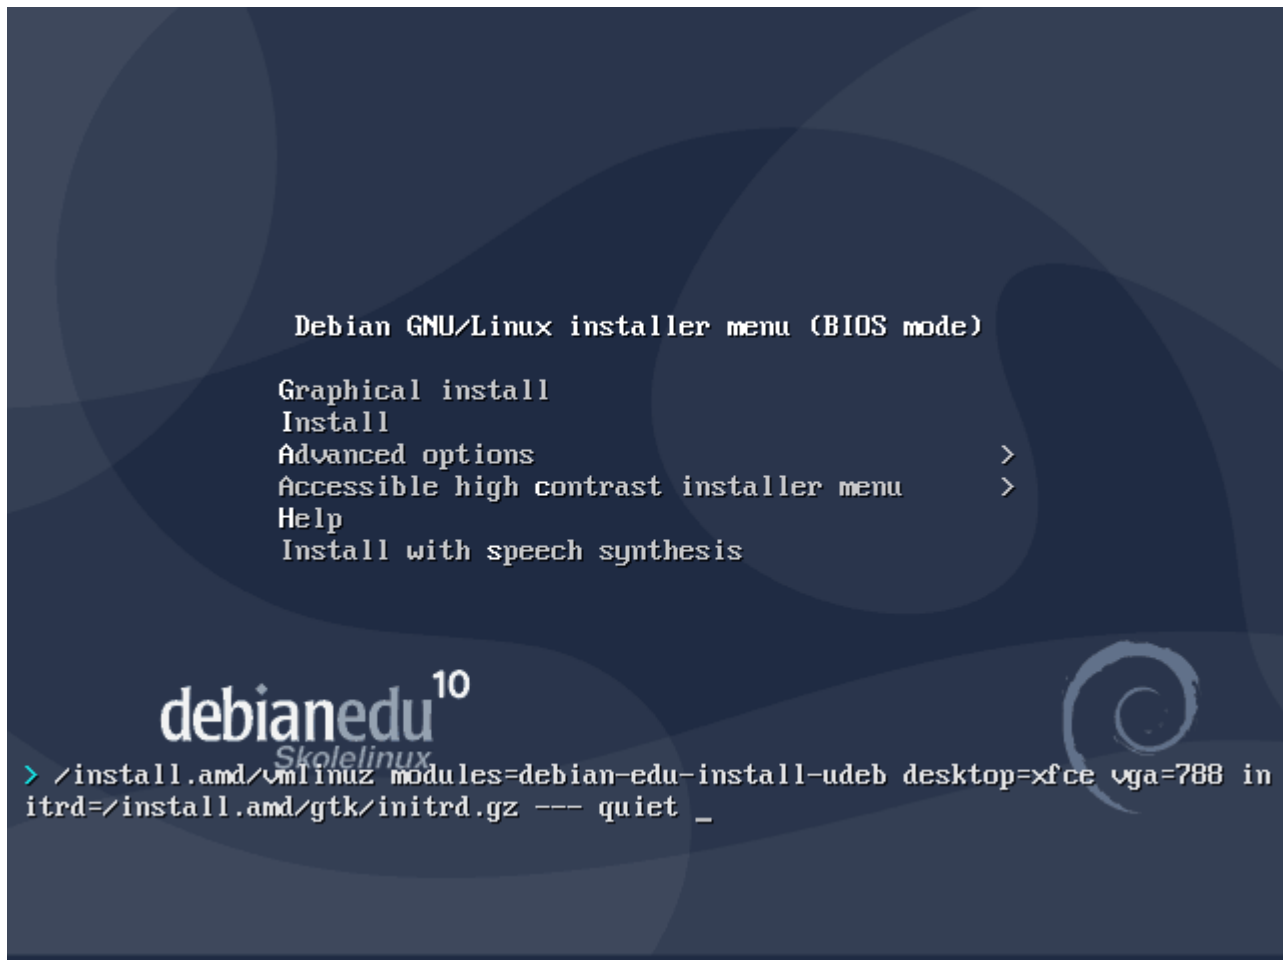 Debian GNU/Linux installer menu (BIOS mode)
Graphical install
Install
Advanced options >
Accessible high contrast installer menu >
Help
Install with speech synthesis
debianedu 10
Skolelinux
> /install.amd/vmlinuz modules=debian-edu-install-udeb desktop=xfce vga=788 in
itrd=/install.amd/gtk/initrd.gz --- quiet _